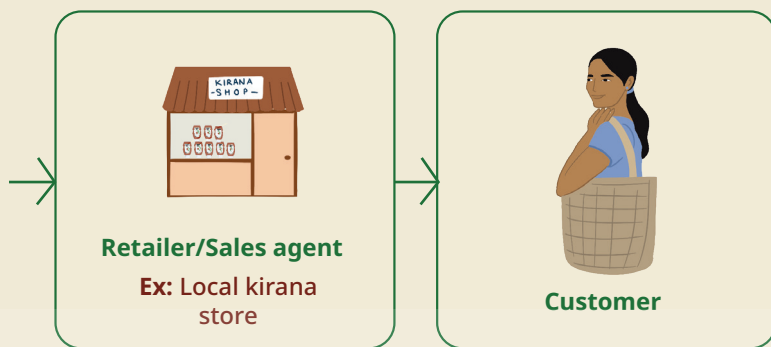 KIRANA
-SHOP-
Retailer/Sales agent
Ex: Local kirana
store
Customer